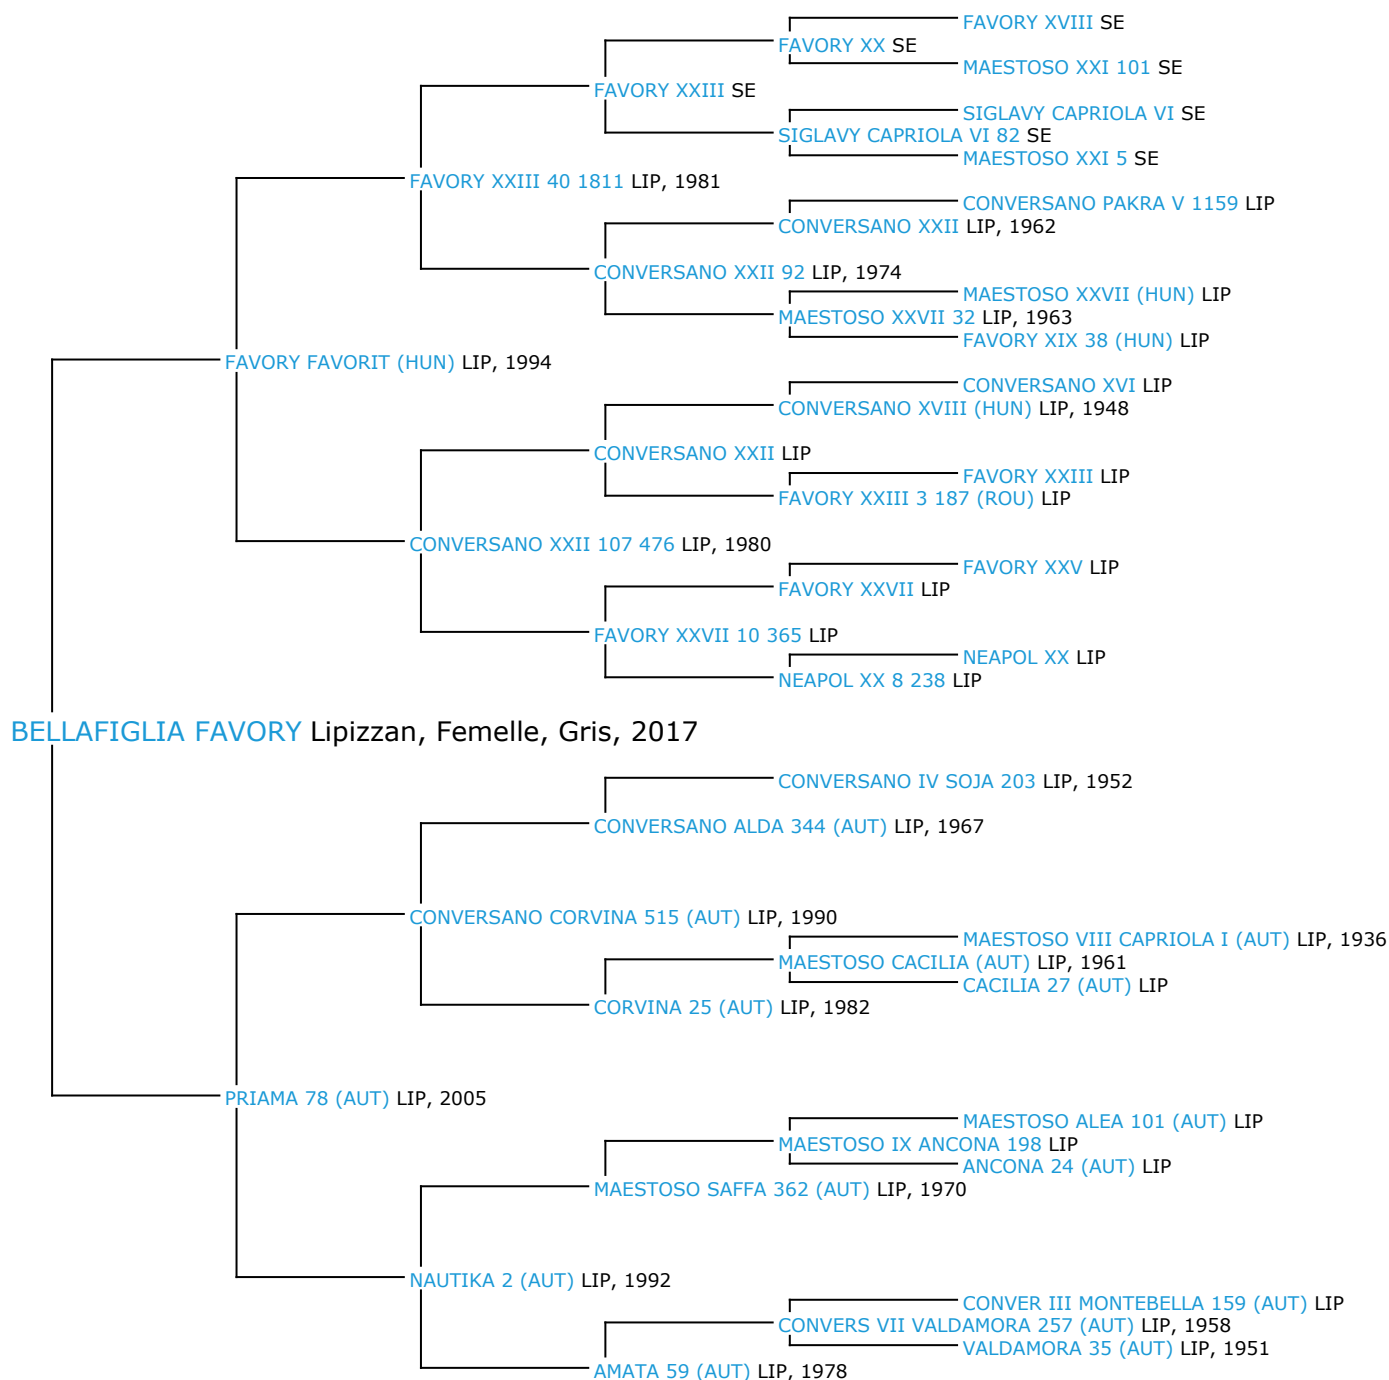 FAVORY XVIII SE
FAVORY XX SE
MAESTOSO XXI 101 SE
FAVORY XXIII SE
SIGLAVY CAPRIOLA VI SE
SIGLAVY CAPRIOLA VI 82 SE
MAESTOSO XXI 5 SE
FAVORY XXIII 40 1811 LIP, 1981
CONVERSANO PAKRA V 1159 LIP
CONVERSANO XXII LIP, 1962
CONVERSANO XXII 92 LIP, 1974
MAESTOSO XXVII (HUN) LIP
MAESTOSO XXVII 32 LIP, 1963
FAVORY XIX 38 (HUN) LIP
FAVORY FAVORIT (HUN) LIP, 1994
CONVERSANO XVI LIP
CONVERSANO XVIII (HUN) LIP, 1948
CONVERSANO XXII LIP
FAVORY XXIII LIP
FAVORY XXIII 3 187 (ROU) LIP
CONVERSANO XXII 107 476 LIP, 1980
FAVORY XXV LIP
FAVORY XXVII LIP
FAVORY XXVII 10 365 LIP
NEAPOL XX LIP
NEAPOL XX 8 238 LIP
BELLAFIGLIA FAVORY Lipizzan, Femelle, Gris, 2017
CONVERSANO IV SOJA 203 LIP, 1952
CONVERSANO ALDA 344 (AUT) LIP, 1967
CONVERSANO CORVINA 515 (AUT) LIP, 1990
MAESTOSO VIII CAPRIOLA I (AUT) LIP, 1936
MAESTOSO CACILIA (AUT) LIP, 1961
CACILIA 27 (AUT) LIP
CORVINA 25 (AUT) LIP, 1982
PRIAMA 78 (AUT) LIP, 2005
MAESTOSO ALEA 101 (AUT) LIP
MAESTOSO IX ANCONA 198 LIP
ANCONA 24 (AUT) LIP
MAESTOSO SAFFA 362 (AUT) LIP, 1970
NAUTIKA 2 (AUT) LIP, 1992
CONVER III MONTEBELLA 159 (AUT) LIP
CONVERS VII VALDAMORA 257 (AUT) LIP, 1958
VALDAMORA 35 (AUT) LIP, 1951
AMATA 59 (AUT) LIP, 1978